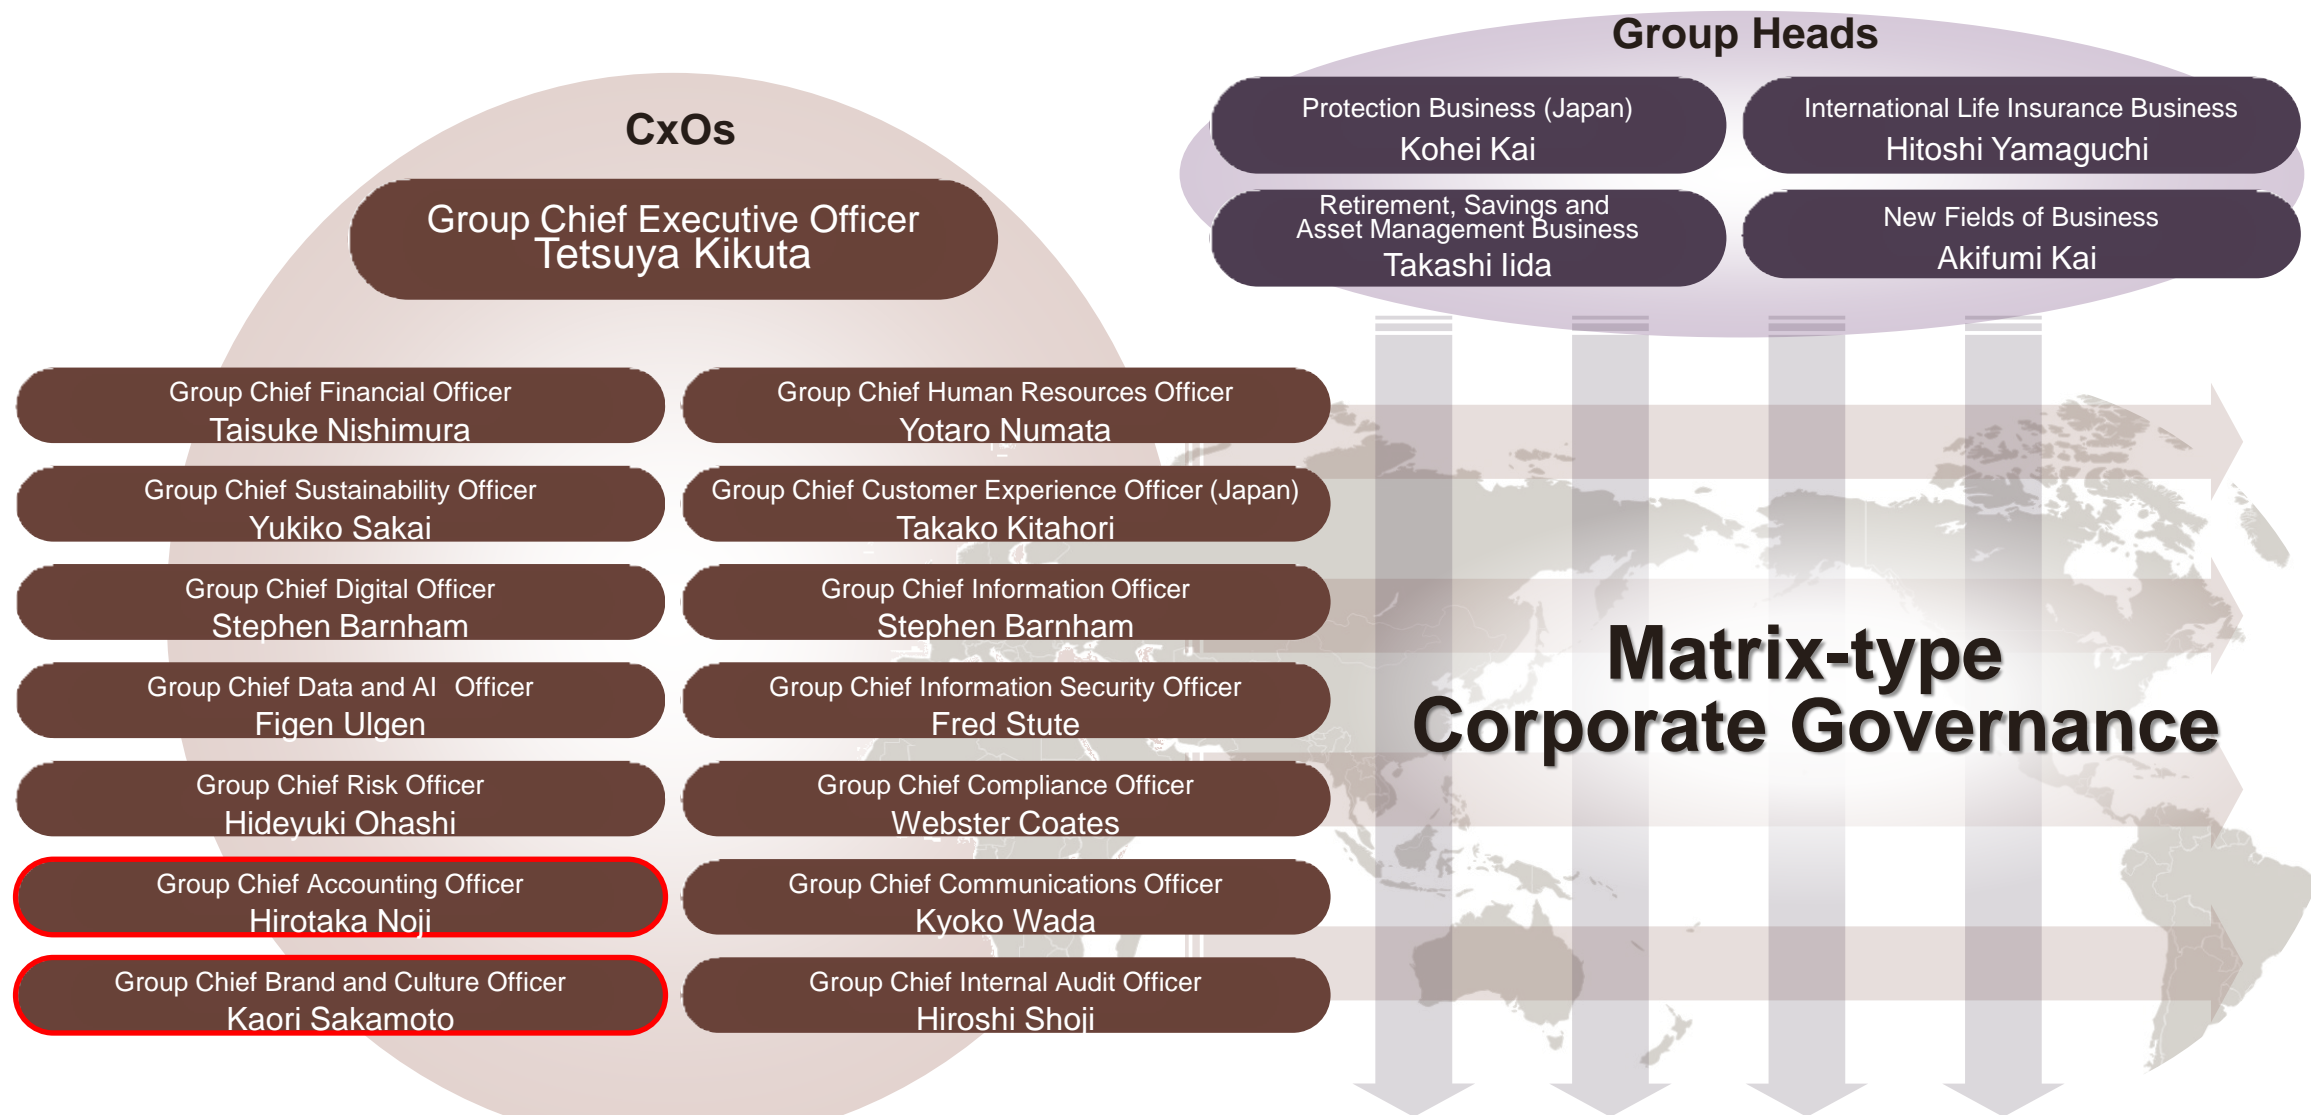 Group Heads
Protection Business (Japan)
Kohei Kai
International Life Insurance Business
Hitoshi Yamaguchi
Retirement, Savings and
Asset Management Business
Takashi Iida
New Fields of Business
Akifumi Kai
CxOs
Group Chief Executive Officer
Tetsuya Kikuta
Group Chief Financial Officer
Taisuke Nishimura
Group Chief Human Resources Officer
Yotaro Numata
Group Chief Sustainability Officer
Yukiko Sakai
Group Chief Customer Experience Officer (Japan)
Takako Kitahori
Group Chief Digital Officer
Stephen Barnham
Group Chief Information Officer
Stephen Barnham
Group Chief Data and AI Officer
Figen Ulgen
Group Chief Information Security Officer
Fred Stute
Group Chief Risk Officer
Hideyuki Ohashi
Group Chief Compliance Officer
Webster Coates
Group Chief Accounting Officer
Hirotaka Noji
Group Chief Communications Officer
Kyoko Wada
Group Chief Brand and Culture Officer
Kaori Sakamoto
Group Chief Internal Audit Officer
Hiroshi Shoji
Matrix-type
Corporate Governance